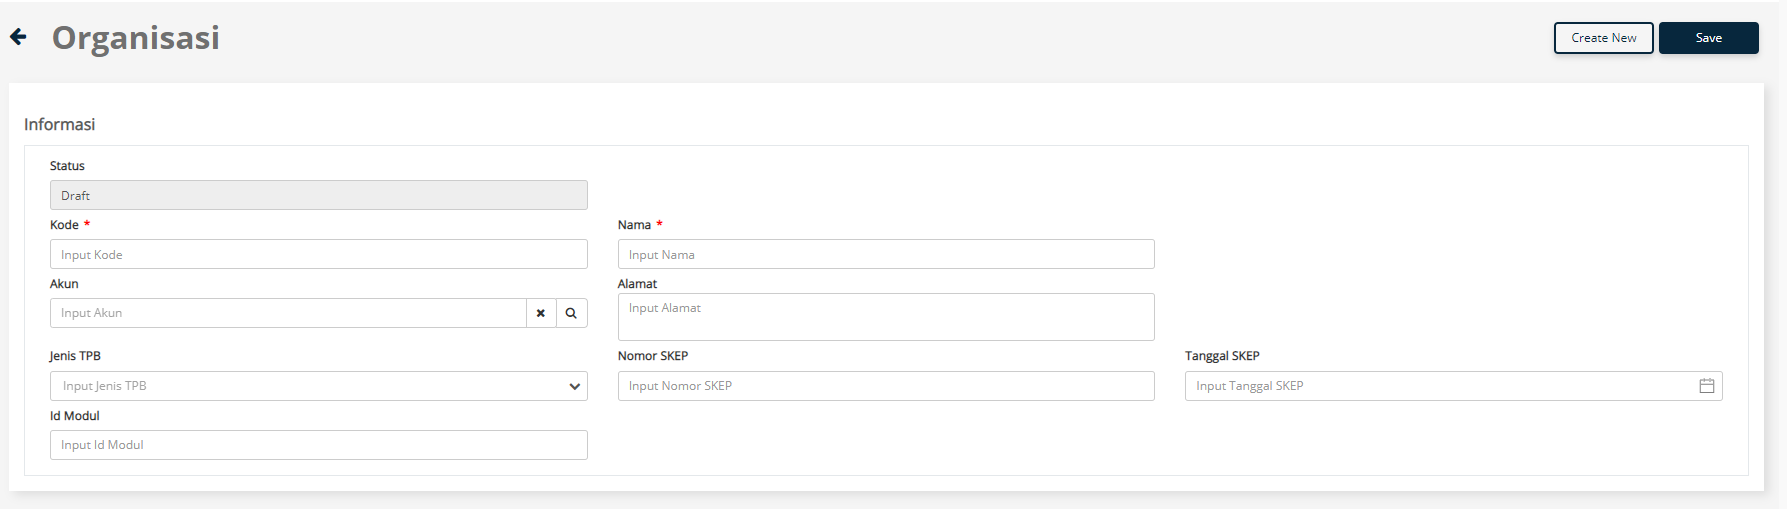 Organisasi
Create New
Save
Informasi
Status
Draft
Kode *
Nama *
Input Kode
Input Nama
Akun
Alamat
Input Akun
Input Alamat
Jenis TPB
Nomor SKEP
Tanggal SKEP
Input Jenis TPB
Input Nomor SKEP
Input Tanggal SKEP
Id Modul
Input Id Modul